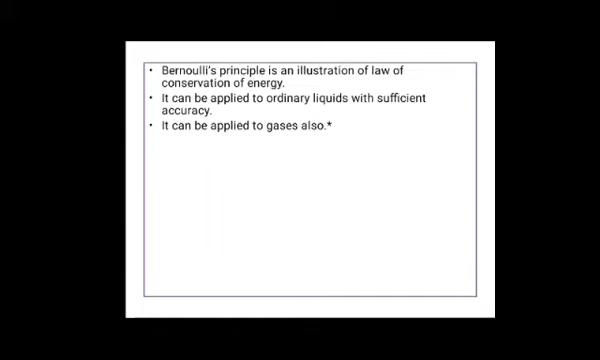 • Bernoulli's principle is an illustration of law of
conservation of energy.
• It can be applied to ordinary liquids with sufficient
accuracy.
• It can be applied to gases also.*